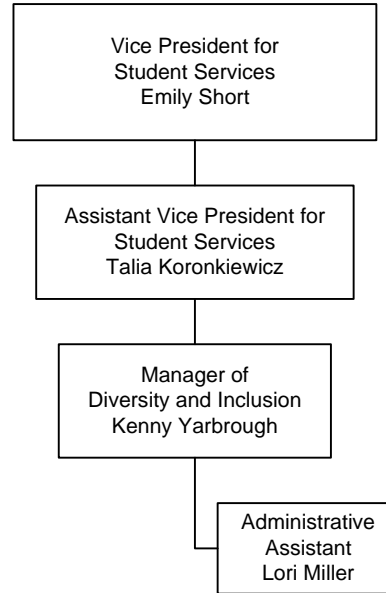 Vice President for
Student Services
Emily Short
Assistant Vice President for
Student Services
Talia Koronkiewicz
Manager of
Diversity and Inclusion
Kenny Yarbrough
Administrative
Assistant
Lori Miller